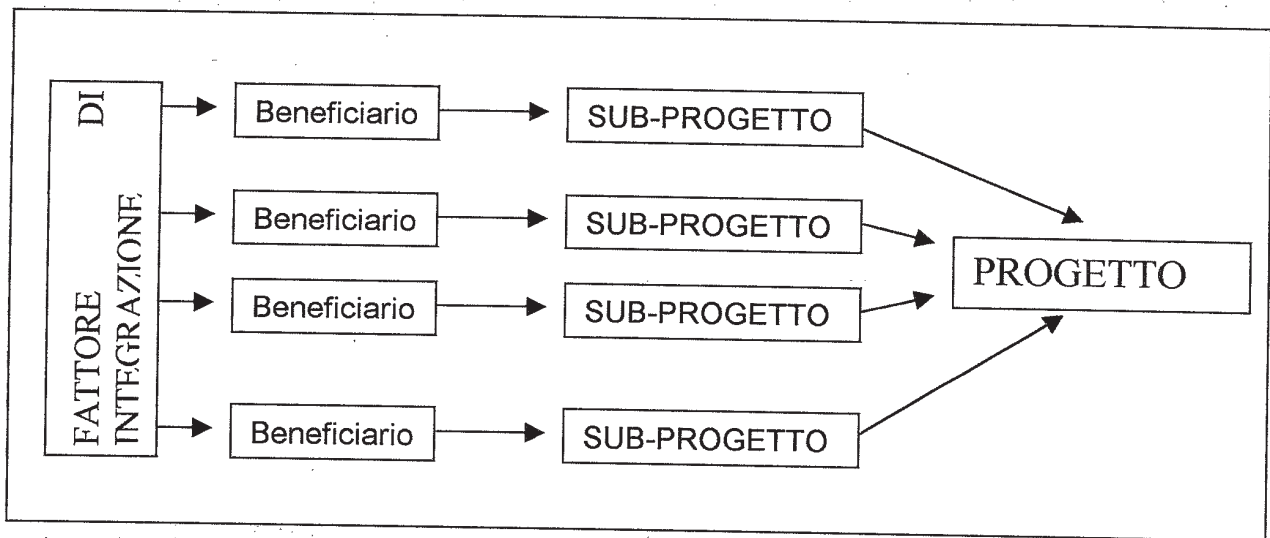 FATTORE DI
INTEGRAZIONE
Beneficiario
SUB-PROGETTO
Beneficiario
SUB-PROGETTO
Beneficiario
SUB-PROGETTO
Beneficiario
SUB-PROGETTO
PROGETTO